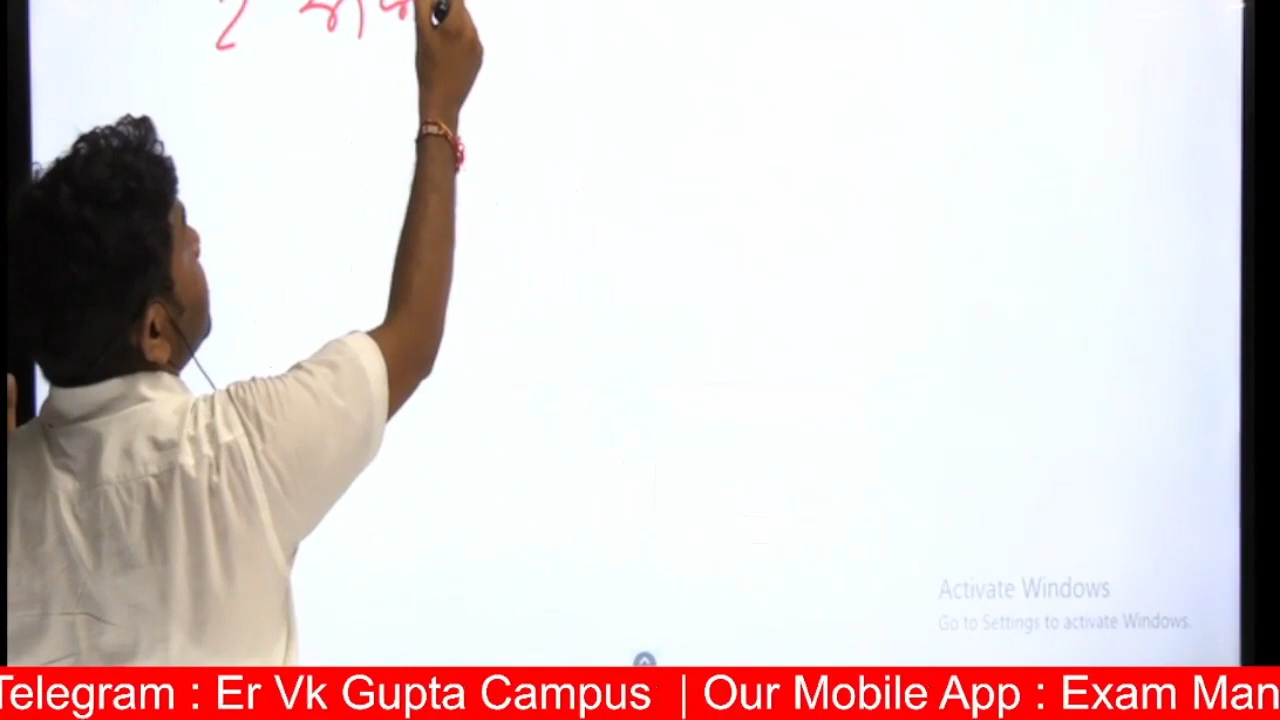 Activate Windows
Go to Settings to activate Windows.
Telegram : Er Vk Gupta Campus | Our Mobile App : Exam Man